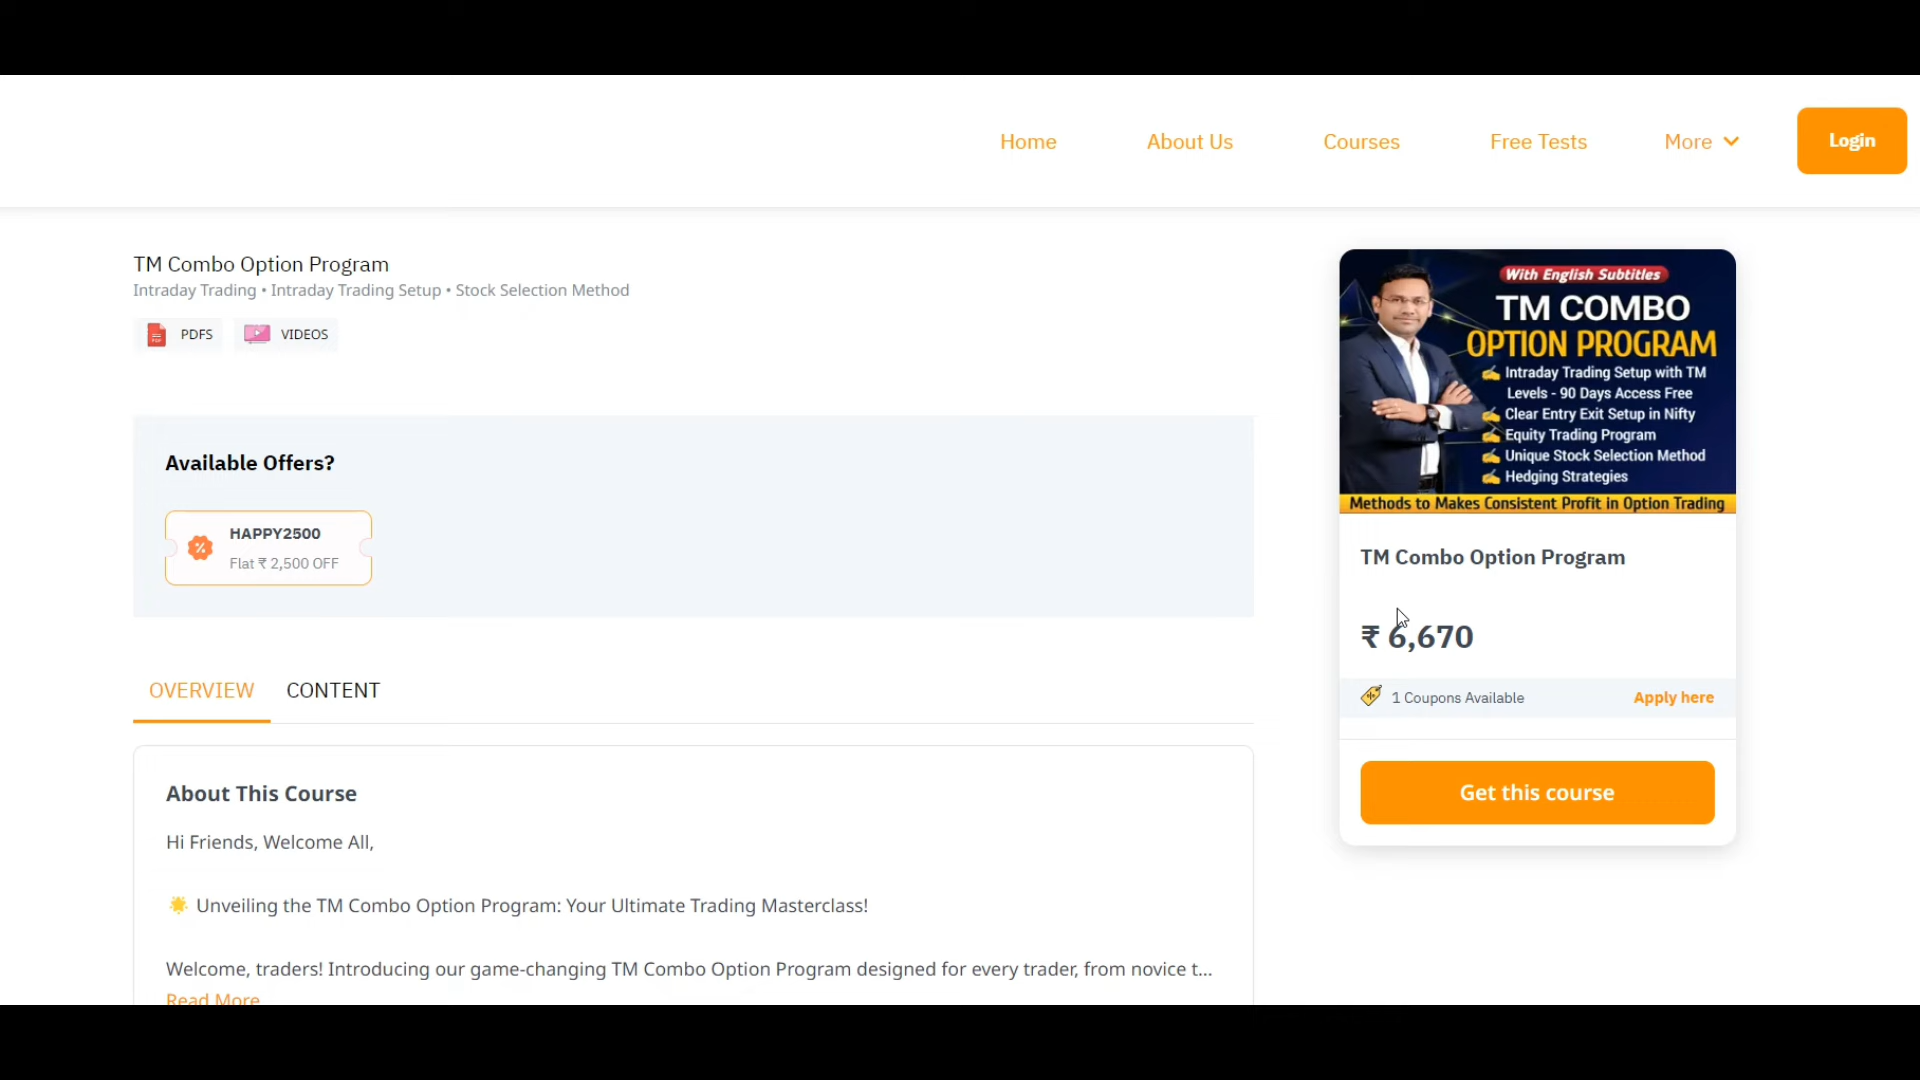 Home
About Us
Courses
Free Tests
More
Login
TM Combo Option Program
Intraday Trading • Intraday Trading Setup • Stock Selection Method
PDFS
VIDEOS
Available Offers?
HAPPY2500
Flat ₹ 2,500 OFF
OVERVIEW
CONTENT
About This Course
Hi Friends, Welcome All,
🌟 Unveiling the TM Combo Option Program: Your Ultimate Trading Masterclass!
Welcome, traders! Introducing our game-changing TM Combo Option Program designed for every trader, from novice t...
Read More
With English Subtitles
TM COMBO
OPTION PROGRAM
✍ Intraday Trading Setup with TM
Levels - 90 Days Access Free
✍ Clear Entry Exit Setup in Nifty
✍ Equity Trading Program
✍ Unique Stock Selection Method
✍ Hedging Strategies
Methods to Makes Consistent Profit in Option Trading
TM Combo Option Program
₹ 6,670
1 Coupons Available
Apply here
Get this course